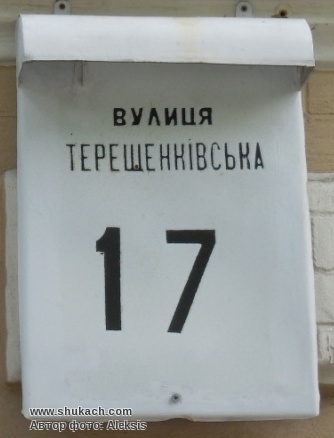 ВУЛИЦЯ
ТЕРЕЩЕНКІВСЬКА
17
www.shukach.com
Автор фото: Aleksis